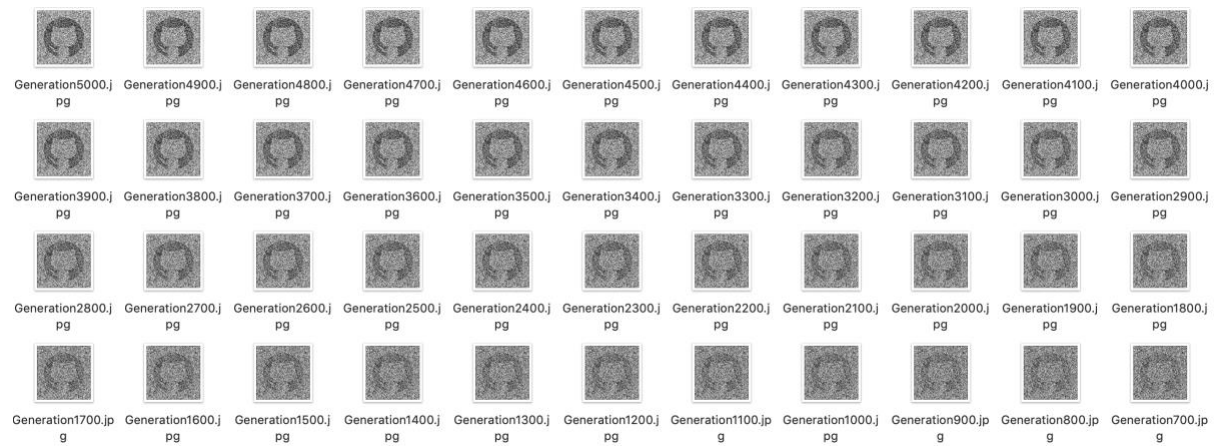 Generation5000.j Generation4900.j Generation4800.j Generation4700.j Generation4600.j Generation4500.j Generation4400.j Generation4300.j Generation4200.j Generation4100.j Generation4000.j
pg pg pg pg pg pg pg pg pg pg pg
Generation3900.j Generation3800.j Generation3700.j Generation3600.j Generation3500.j Generation3400.j Generation3300.j Generation3200.j Generation3100.j Generation3000.j Generation2900.j
pg pg pg pg pg pg pg pg pg pg pg
Generation2800.j Generation2700.j Generation2600.j Generation2500.j Generation2400.j Generation2300.j Generation2200.j Generation2100.j Generation2000.j Generation1900.j Generation1800.j
pg pg pg pg pg pg pg pg pg pg pg
Generation1700.jp Generation1600.j Generation1500.j Generation1400.j Generation1300.j Generation1200.j Generation1100.jp Generation1000.j Generation900.jp Generation800.jp Generation700.jp
g pg pg pg pg pg g pg g g g